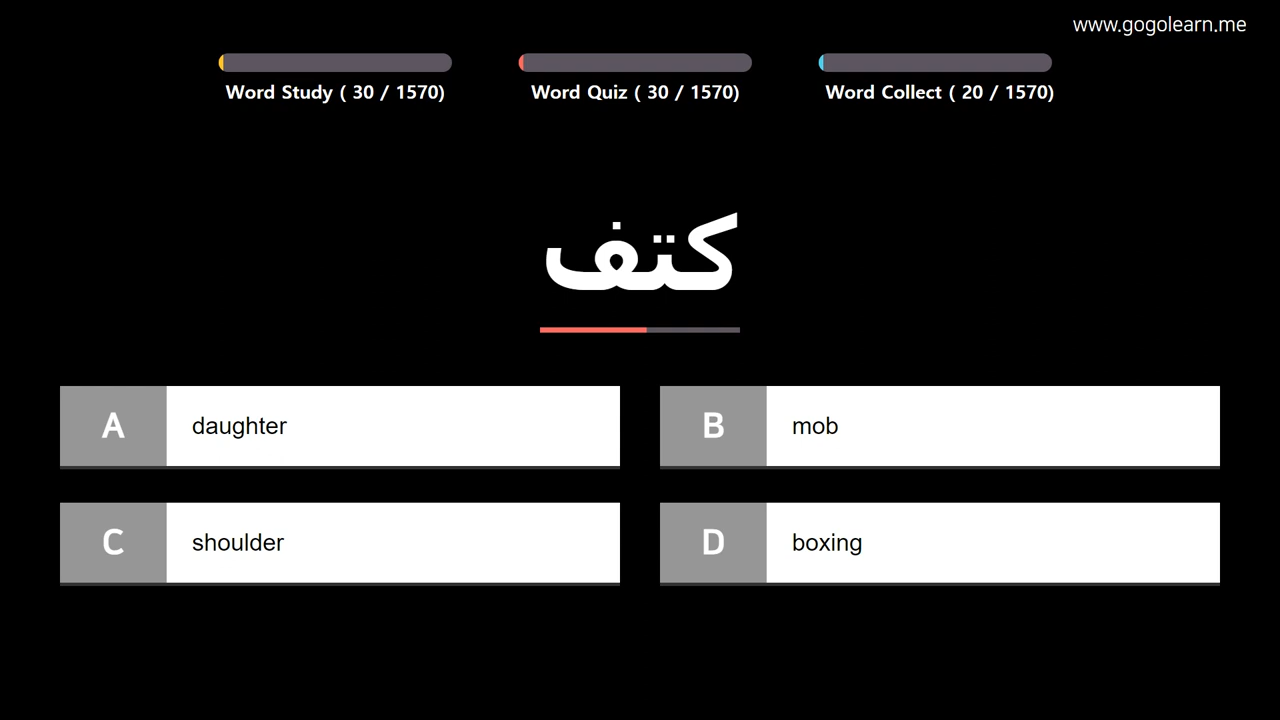 www.gogolearn.me
Word Study ( 30 / 1570)
Word Quiz ( 30 / 1570)
Word Collect ( 20 / 1570)
كتف
A
daughter
B
mob
C
shoulder
D
boxing